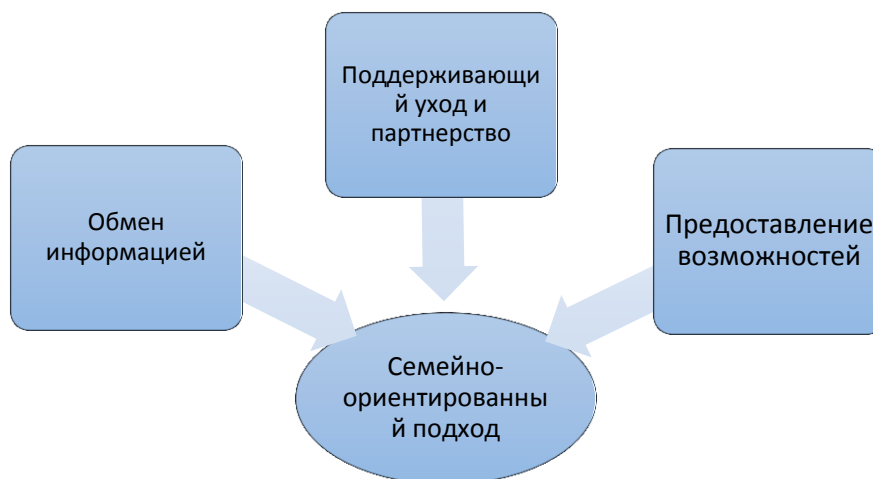 Поддерживающи
й уход и
партнерство
Обмен
информацией
Предоставление
возможностей
Семейно-
ориентированны
й подход